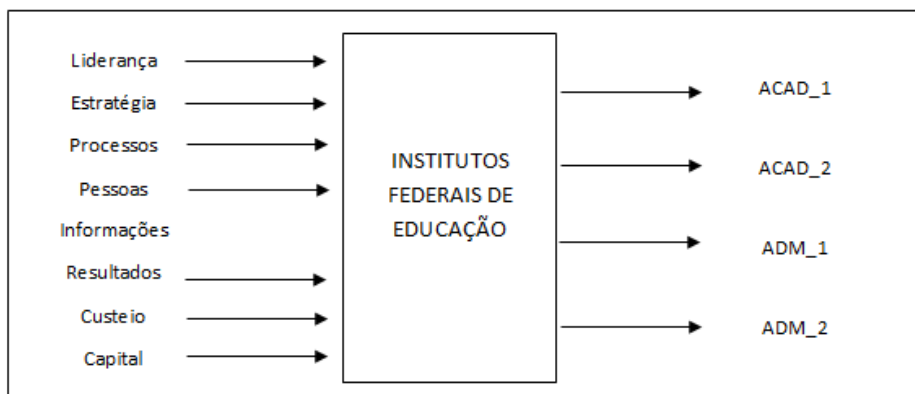 Liderança
Estratégia
Processos
Pessoas
Informações
Resultados
Custeio
Capital
INSTITUTOS
FEDERAIS DE
EDUCAÇÃO
ACAD_1
ACAD_2
ADM_1
ADM_2